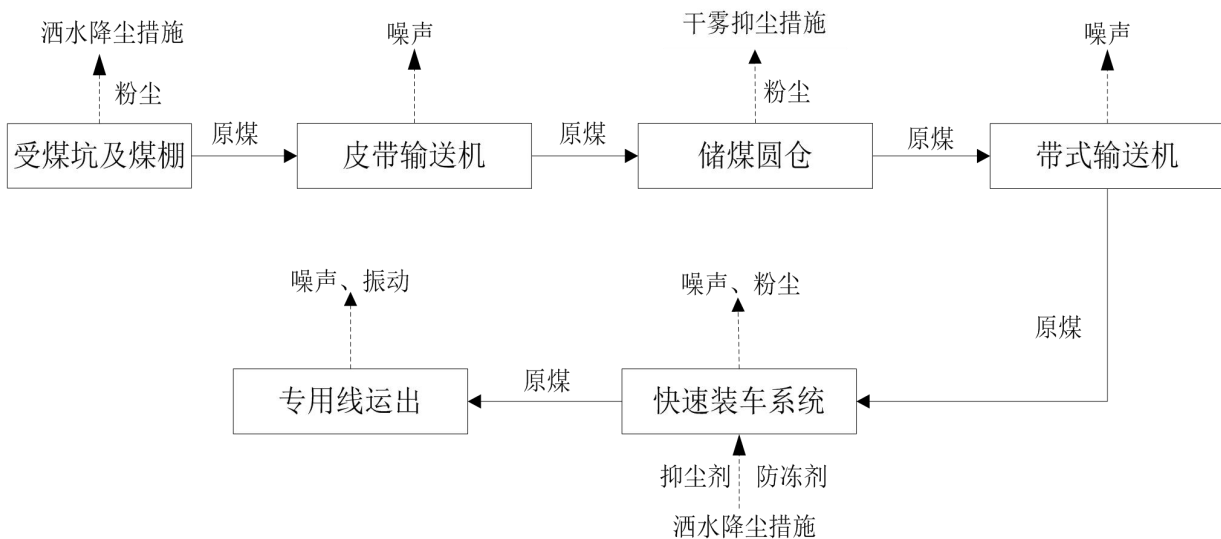 洒水降尘措施
噪声
干雾抑尘措施
噪声
粉尘
粉尘
受煤坑及煤棚
原煤
皮带输送机
原煤
储煤圆仓
原煤
带式输送机
噪声、振动
噪声、粉尘
原煤
专用线运出
原煤
快速装车系统
抑尘剂
防冻剂
洒水降尘措施